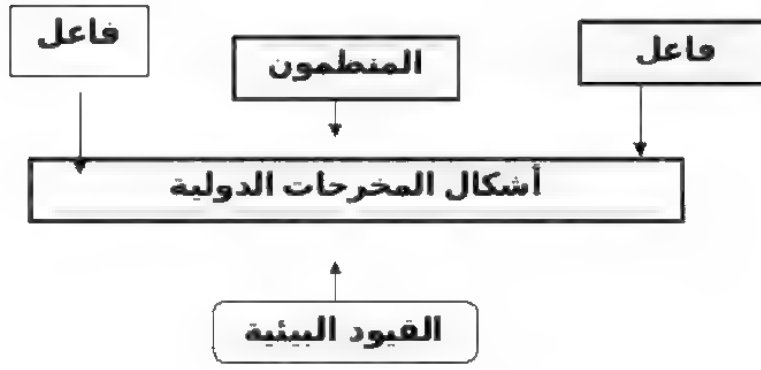 فاعل
المنظمون
فاعل
أشكال المخرجات الدولية
القيود البيئية